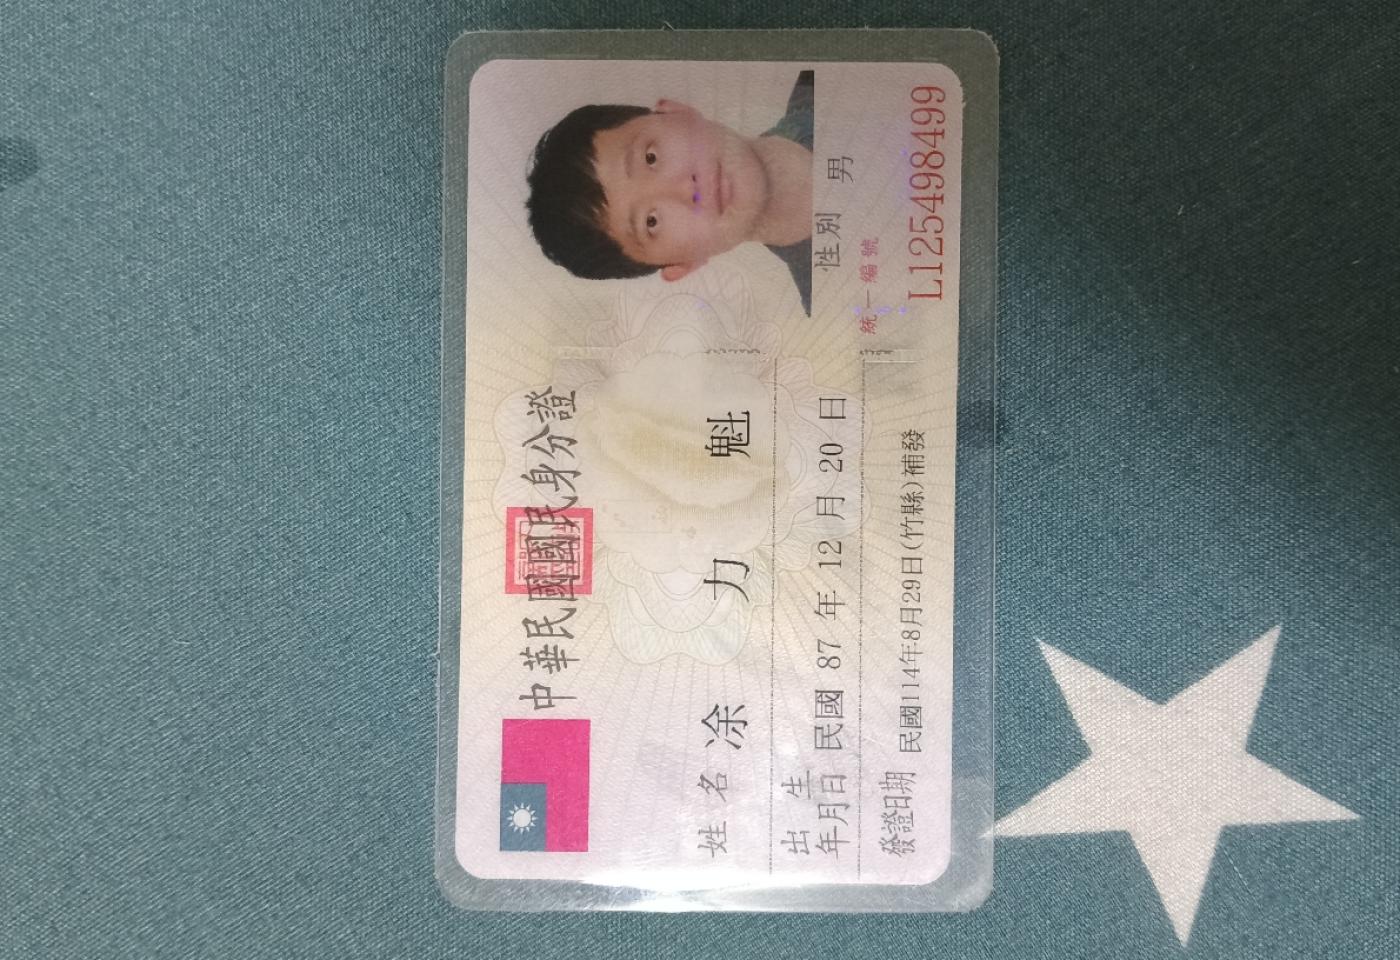 中華民國國民身分證
姓名 凃力魁
出生年月日 民國 87 年 12 月 20 日
發證日期 民國114年8月29日(竹縣)補發
性別 男
統一編號
L125498499